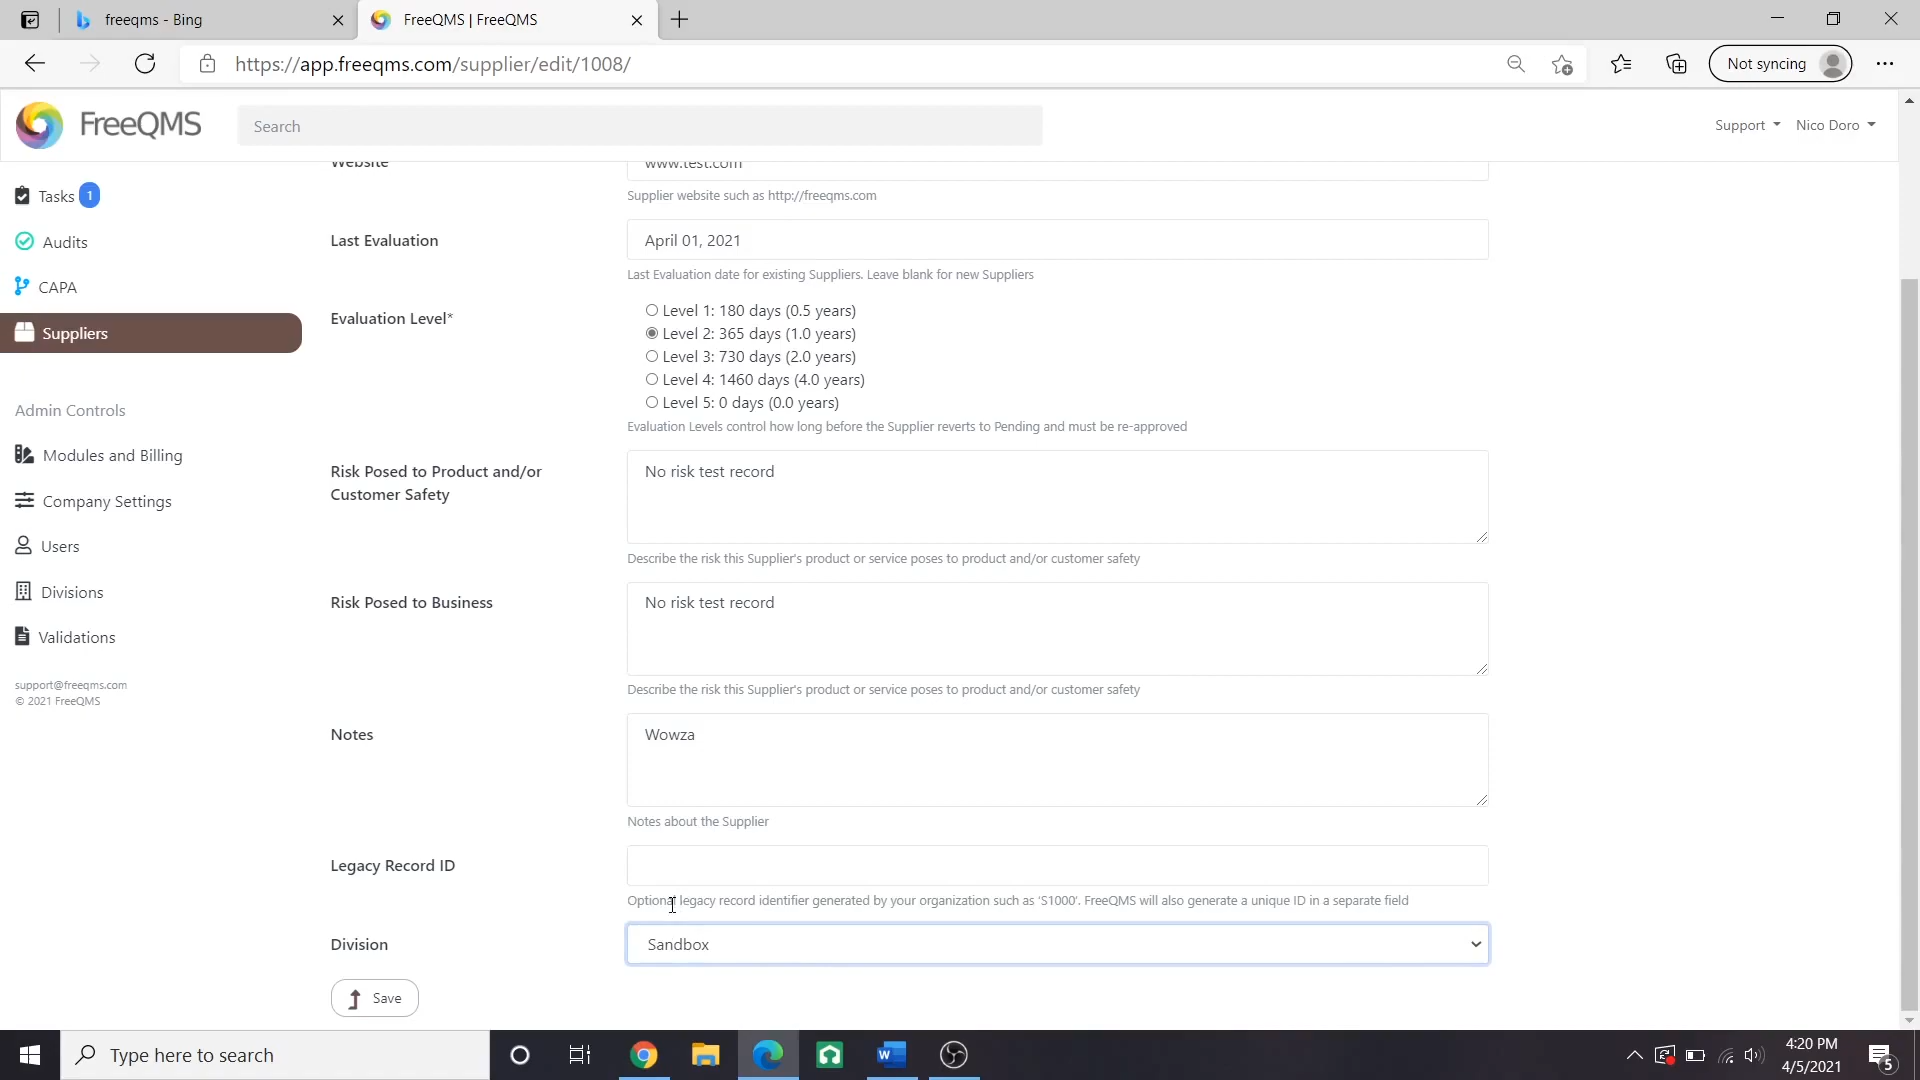 freeqms - Bing
FreeQMS | FreeQMS
https://app.freeqms.com/supplier/edit/1008/
Not syncing
FreeQMS
Search
Support
Nico Doro
Website
www.test.com
Supplier website such as http://freeqms.com
Tasks 1
Audits
CAPA
Suppliers
Admin Controls
Modules and Billing
Company Settings
Users
Divisions
Validations
support@freeqms.com
© 2021 FreeQMS
Last Evaluation
April 01, 2021
Last Evaluation date for existing Suppliers. Leave blank for new Suppliers
Evaluation Level*
Level 1: 180 days (0.5 years)
Level 2: 365 days (1.0 years)
Level 3: 730 days (2.0 years)
Level 4: 1460 days (4.0 years)
Level 5: 0 days (0.0 years)
Evaluation Levels control how long before the Supplier reverts to Pending and must be re-approved
Risk Posed to Product and/or
Customer Safety
No risk test record
Describe the risk this Supplier's product or service poses to product and/or customer safety
Risk Posed to Business
No risk test record
Describe the risk this Supplier's product or service poses to product and/or customer safety
Notes
Wowza
Notes about the Supplier
Legacy Record ID
Optional legacy record identifier generated by your organization such as 'S1000'. FreeQMS will also generate a unique ID in a separate field
Division
Sandbox
Save
Type here to search
4:20 PM
4/5/2021
5